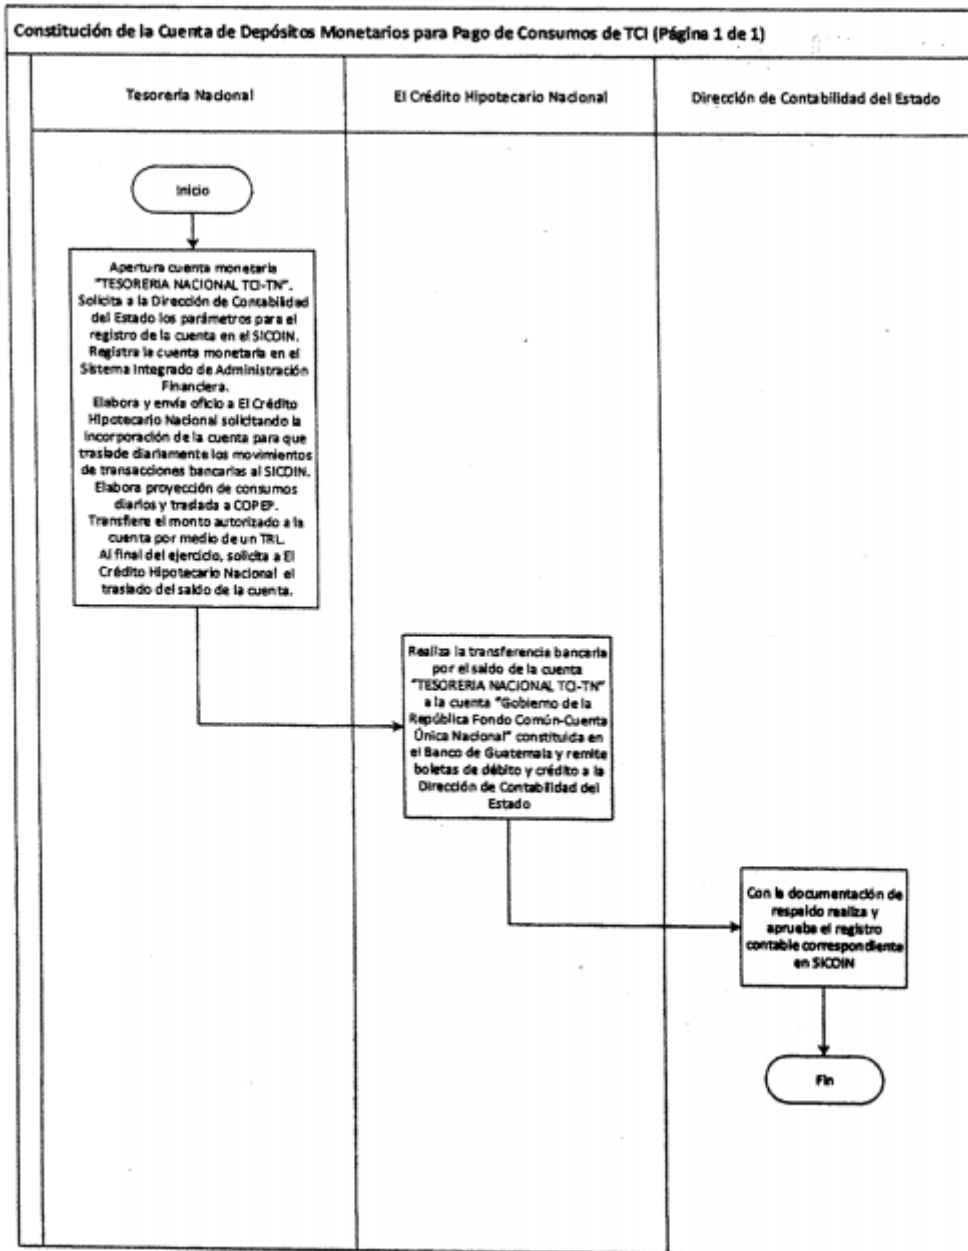 Constitución de la Cuenta de Depósitos Monetarios para Pago de Consumos de TCI (Página 1 de 1)
Tesorería Nacional
El Crédito Hipotecario Nacional
Dirección de Contabilidad del Estado
Inicio
Apertura cuenta monetaria
"TESORERIA NACIONAL TCI-TN".
Solicita a la Dirección de Contabilidad
del Estado los parámetros para el
registro de la cuenta en el SICOIN.
Registra la cuenta monetaria en el
Sistema Integrado de Administración
Financiera.
Elabora y envía oficio a El Crédito
Hipotecario Nacional solicitando la
incorporación de la cuenta para que
traslade diariamente los movimientos
de transacciones bancarias al SICOIN.
Elabora proyección de consumos
diarios y traslada a COPEP.
Transfiere el monto autorizado a la
cuenta por medio de un TRL.
Al final del ejercicio, solicita a El
Crédito Hipotecario Nacional el
traslado del saldo de la cuenta.
Realiza la transferencia bancaria
por el saldo de la cuenta
"TESORERIA NACIONAL TCI-TN"
a la cuenta "Gobierno de la
República Fondo Común-Cuenta
Única Nacional" constituida en
el Banco de Guatemala y remite
boletas de débito y crédito a la
Dirección de Contabilidad del
Estado
Con la documentación de
respaldo realiza y
aprueba el registro
contable correspondiente
en SICOIN
Fin